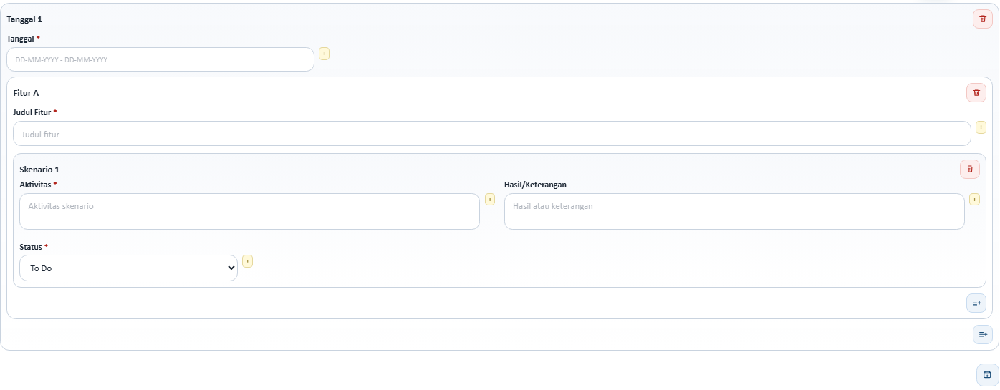 Tanggal 1
Tanggal *
DD-MM-YYYY - DD-MM-YYYY
!
Fitur A
Judul Fitur *
Judul fitur
!
Skenario 1
Aktivitas *
Hasil/Keterangan
Aktivitas skenario
!
Hasil atau keterangan
!
Status *
To Do
!